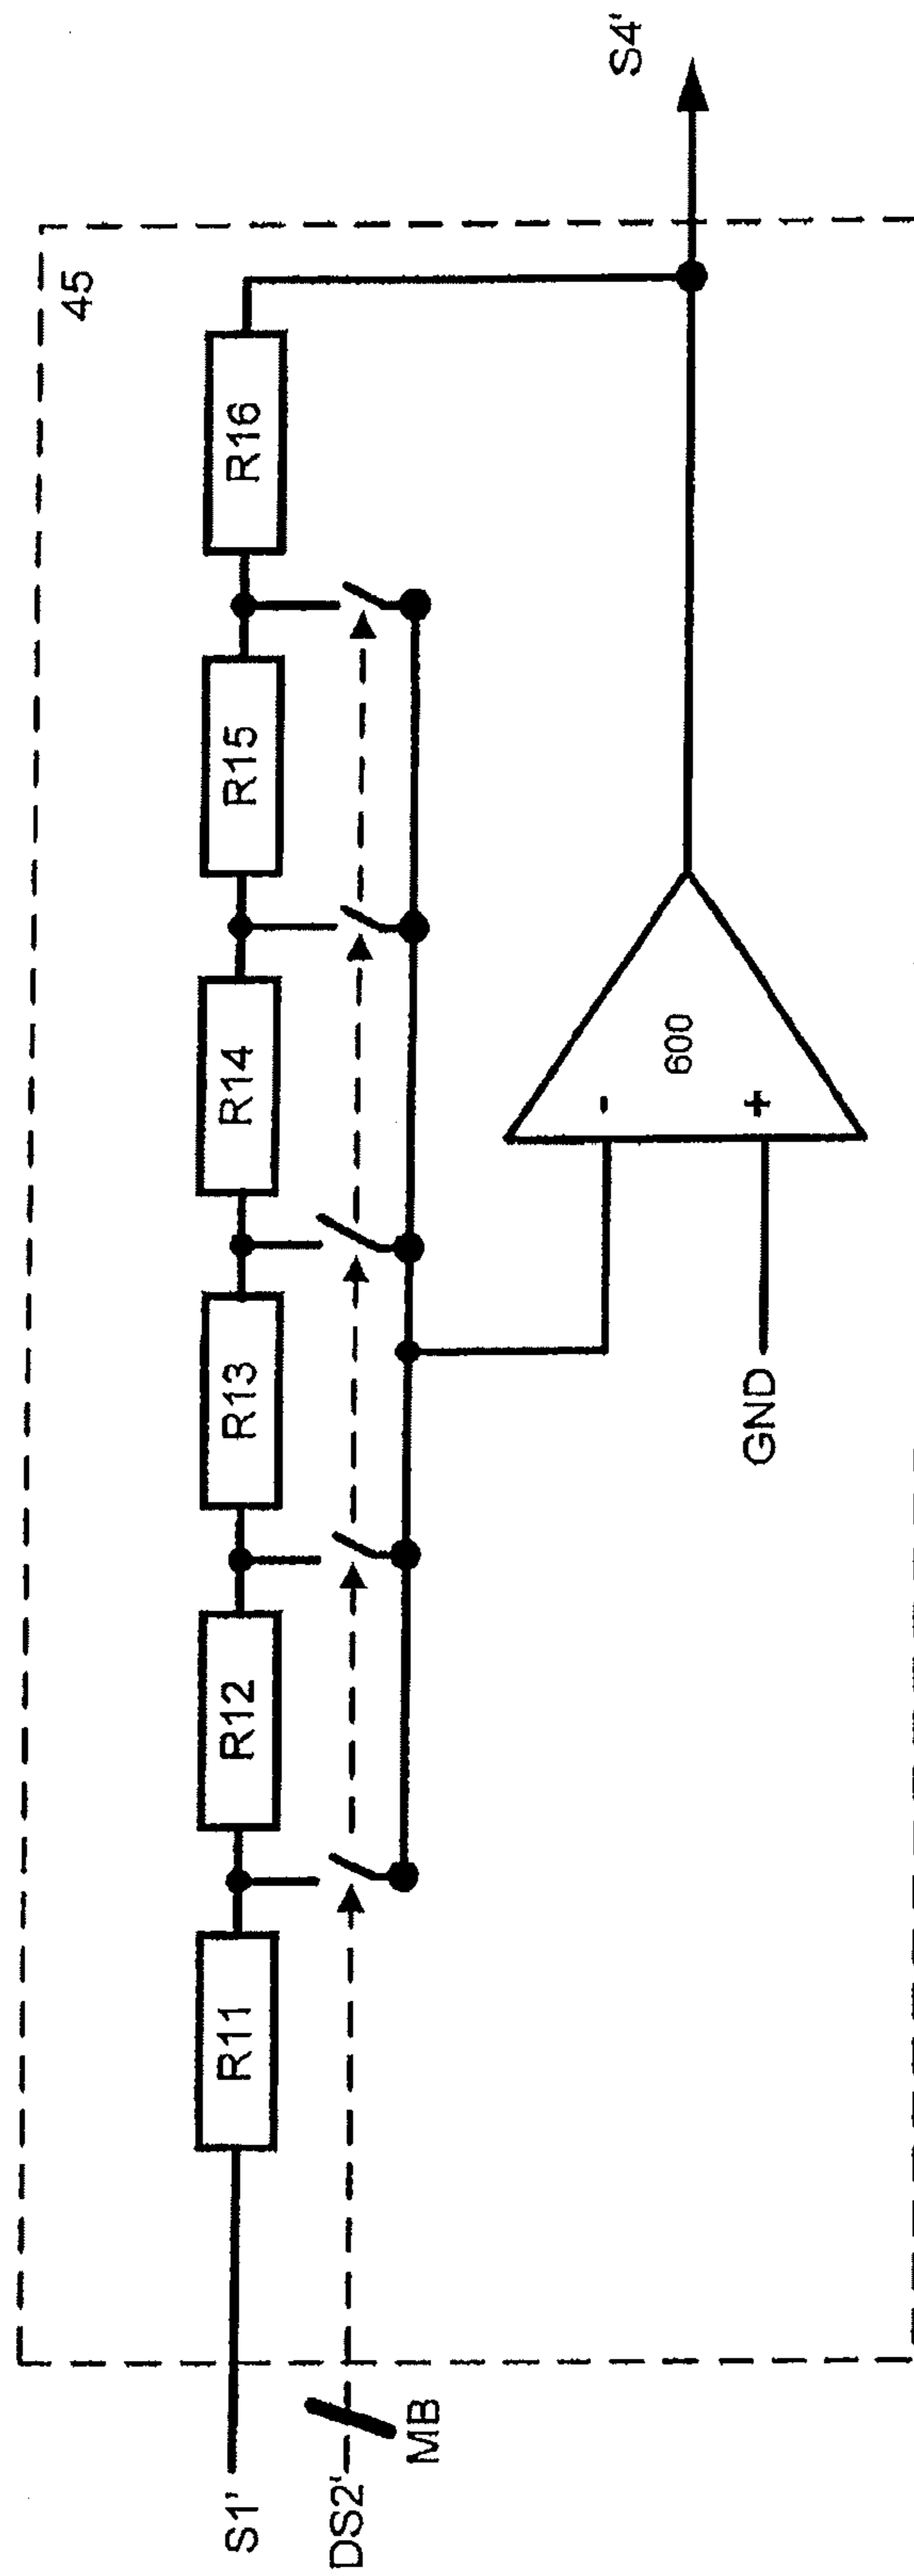 45
R11
R12
R13
R14
R15
R16
S1'
DS2'
MB
-
600
+
GND
S4'